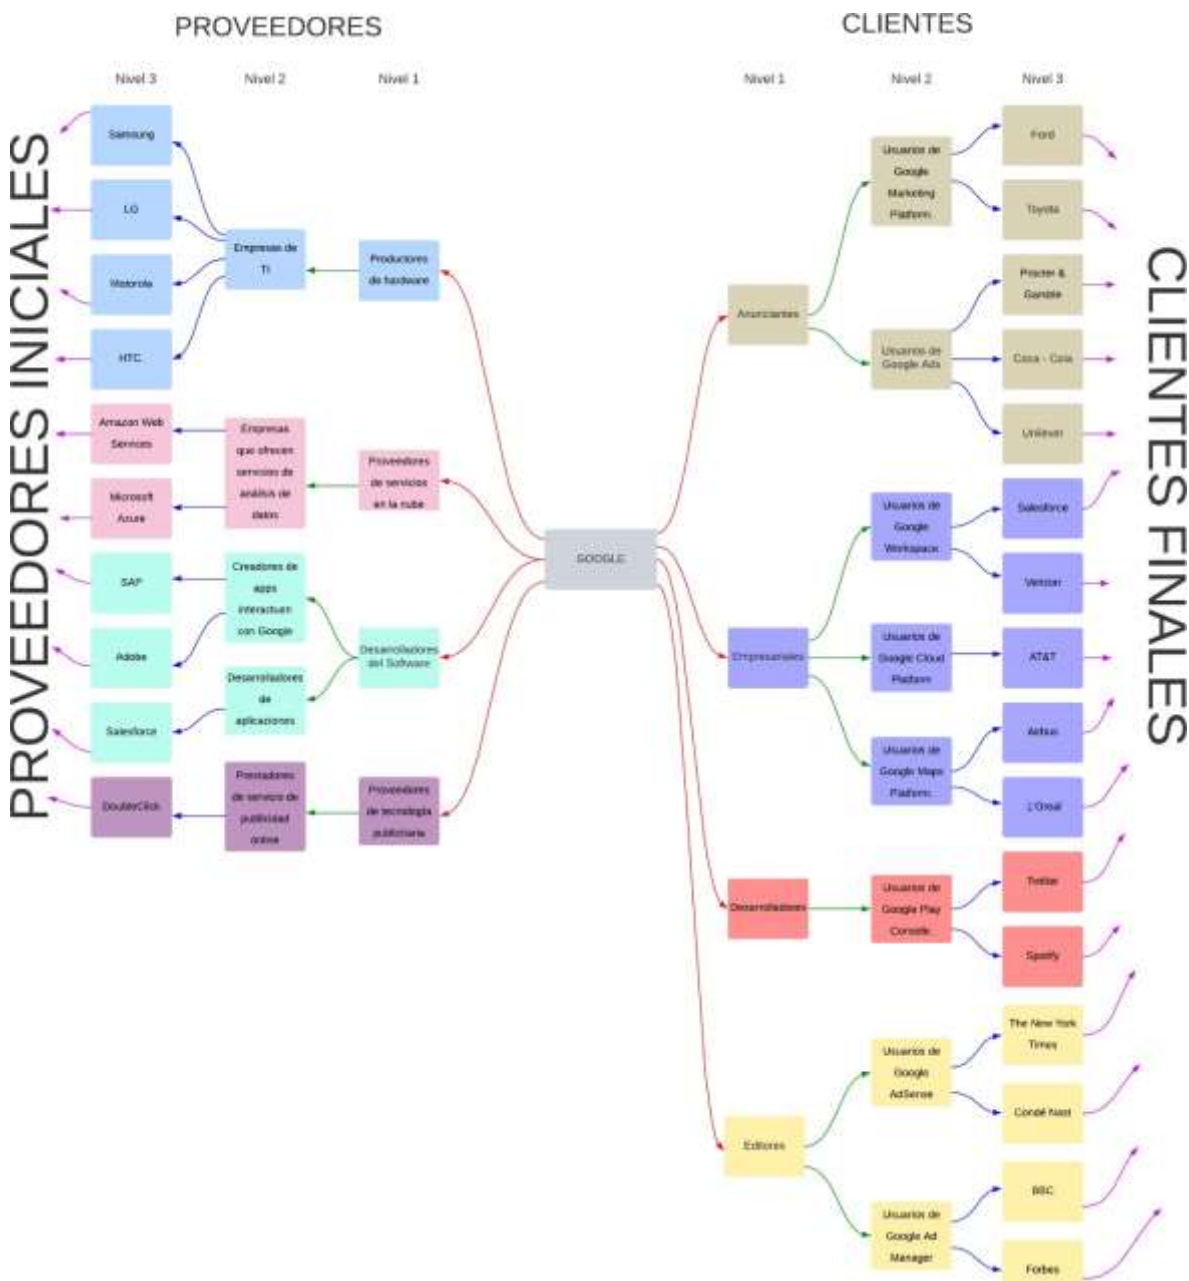 PROVEEDORES
CLIENTES
Nivel 3
Nivel 2
Nivel 1
Nivel 1
Nivel 2
Nivel 3
PROVEEDORES INICIALES
Samsung
LG
Motorola
HTC
Amazon Web
Services
Microsoft
Azure
SAP
Adobe
Salesforce
DoubleClick
Empresas de
TI
Empresas
que ofrecen
servicios de
análisis de
datos
Creadores de
apps
interactuen
con Google
Desarrolladores
de
aplicaciones
Prestadores
de servicio de
publicidad
online
Productores
de hardware
Proveedores
de servicios
en la nube
Desarrolladores
del Software
Proveedores
de tecnología
publicitaria
GOOGLE
Anunciantes
Empresariales
Desarrolladores
Editores
Usuarios de
Google
Marketing
Platform.
Usuarios de
Google Ads
Usuarios de
Google
Workspace.
Usuarios de
Google Cloud
Platform
Usuarios de
Google Maps
Platform.
Usuarios de
Google Play
Console.
Usuarios de
Google
AdSense
Usuarios de
Google Ad
Manager
Ford
Toyota
Procter &
Gamble
Coca - Cola
Unilever
Salesforce
Verizon
AT&T
Airbus
L'Oreal
Twitter
Spotify
The New York
Times
Condé Nast
BBC
Forbes
CLIENTES FINALES